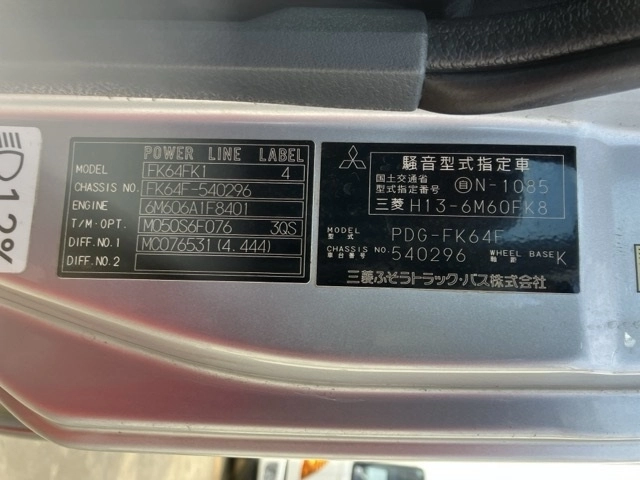 POWER LINE LABEL
MODEL FK64FK1 4
CHASSIS NO. FK64F-540296
ENGINE 6M606A1F8401
T/M·OPT. M050S6F076 3QS
DIFF.NO.1 MC076531(4.444)
DIFF.NO.2
騒音型式指定車
国土交通省
型式指定番号 自N-1085
三菱 H13-6M60FK8
MODEL 型式 PDG-FK64F
CHASSIS NO. 車台番号 540296 WHEEL BASE 軸距 K
三菱ふそうトラック・バス株式会社
12%